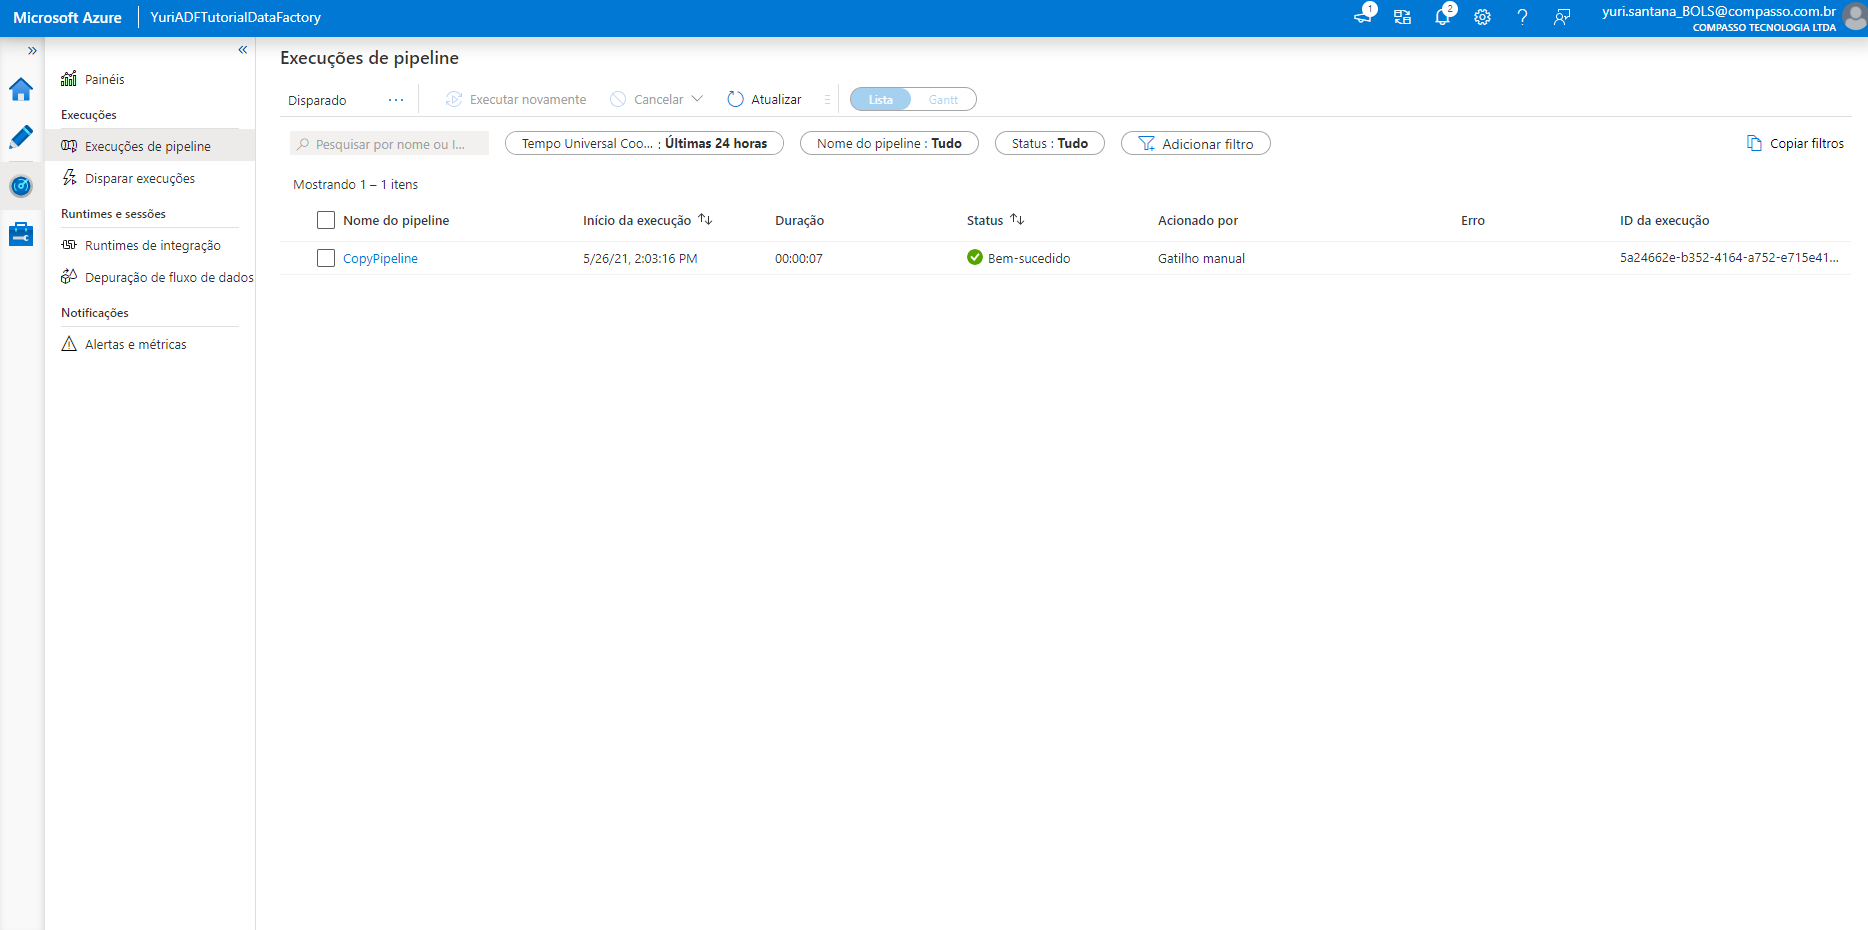 Microsoft Azure YuriADFTutorialDataFactory 1 2 yuri.santana_BOLS@compasso.com.br
COMPASSO TECNOLOGIA LTDA
Painéis
Execuções
Execuções de pipeline
Disparar execuções
Runtimes e sessões
Runtimes de integração
Depuração de fluxo de dados
Notificações
Alertas e métricas
Execuções de pipeline
Disparado ... Executar novamente Cancelar Atualizar Lista Gantt
Pesquisar por nome ou I... Tempo Universal Coo... : Últimas 24 horas Nome do pipeline : Tudo Status : Tudo Adicionar filtro Copiar filtros
Mostrando 1 – 1 itens
Nome do pipeline Início da execução Duração Status Acionado por Erro ID da execução
CopyPipeline 5/26/21, 2:03:16 PM 00:00:07 Bem-sucedido Gatilho manual 5a24662e-b352-4164-a752-e715e41...